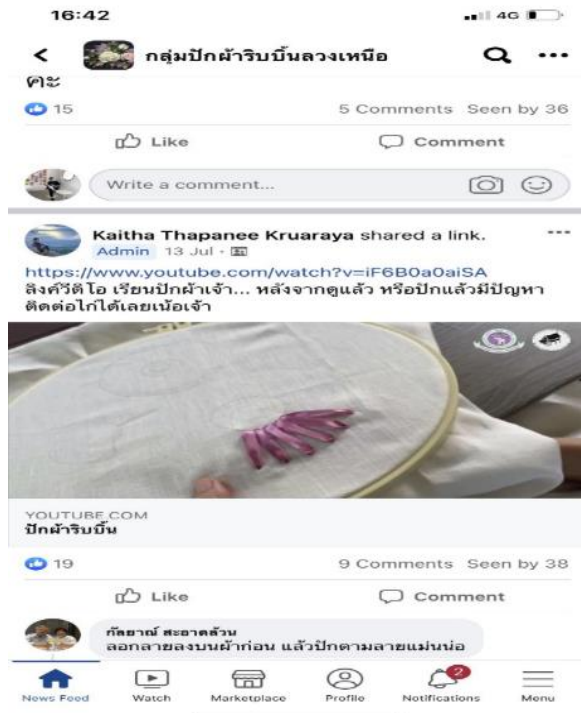 16:42
4G
กลุ่มปักผ้าริบบิ้นลวงเหนือ
คะ
15
5 Comments Seen by 36
Like
Comment
Write a comment...
Kaitha Thapanee Kruaraya shared a link.
Admin 13 Jul
https://www.youtube.com/watch?v=iF6B0a0aiSA
ลิงค์วีดีโอ เรียนปักผ้าเจ้า... หลังจากดูแล้ว หรือปักแล้วมีปัญหา
ติดต่อไก่ได้เลยเน้อเจ้า
YOUTUBE.COM
ปักผ้าริบบิ้น
19
9 Comments Seen by 38
Like
Comment
กัลยาณ์ สะอาดล้วน
ลอกลายลงบนผ้าก่อน แล้วปักตามลายแม่นน่อ
2
News Feed
Watch
Marketplace
Profile
Notifications
Menu